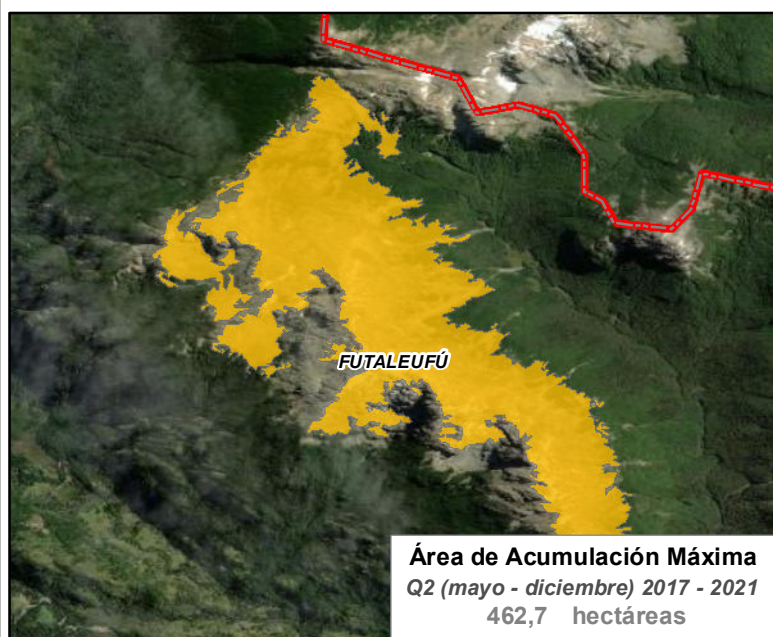 FUTALEUFÚ
Área de Acumulación Máxima
Q2 (mayo - diciembre) 2017 - 2021
462,7 hectáreas